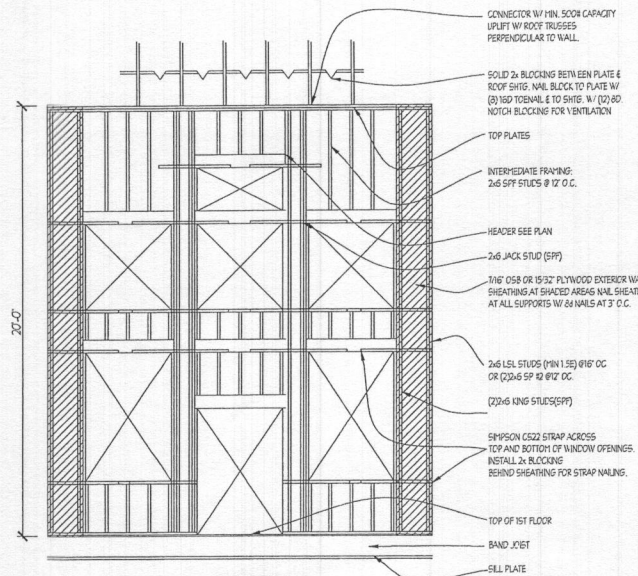 CONNECTOR W/ MIN. 500# CAPACITY
UPLIFT W/ ROOF TRUSSES
PERPENDICULAR TO WALL.
SOLID 2x BLOCKING BETWEEN PLATE &
ROOF SHTG. NAIL BLOCK TO PLATE W/
(3) 16D TOENAIL & TO SHTG. W/ (12) 8D.
NOTCH BLOCKING FOR VENTILATION
TOP PLATES
INTERMEDIATE FRAMING:
2x6 SPF STUDS @ 12" O.C.
HEADER SEE PLAN
2x6 JACK STUD (SPF)
7/16" OSB OR 15/32" PLYWOOD EXTERIOR WA
SHEATHING. AT SHADED AREAS NAIL SHEAT
AT ALL SUPPORTS W/ 8d NAILS AT 3" O.C.
20'-0"
2x6 LSL STUDS (MIN 1.5E) @16" OC
OR (2)2x6 SP #2 @12" OC.
(2)2x6 KING STUDS(SPF)
SIMPSON CS22 STRAP ACROSS
TOP AND BOTTOM OF WINDOW OPENINGS.
INSTALL 2x BLOCKING
BEHIND SHEATHING FOR STRAP NAILING.
TOP OF 1ST FLOOR
BAND JOIST
SILL PLATE